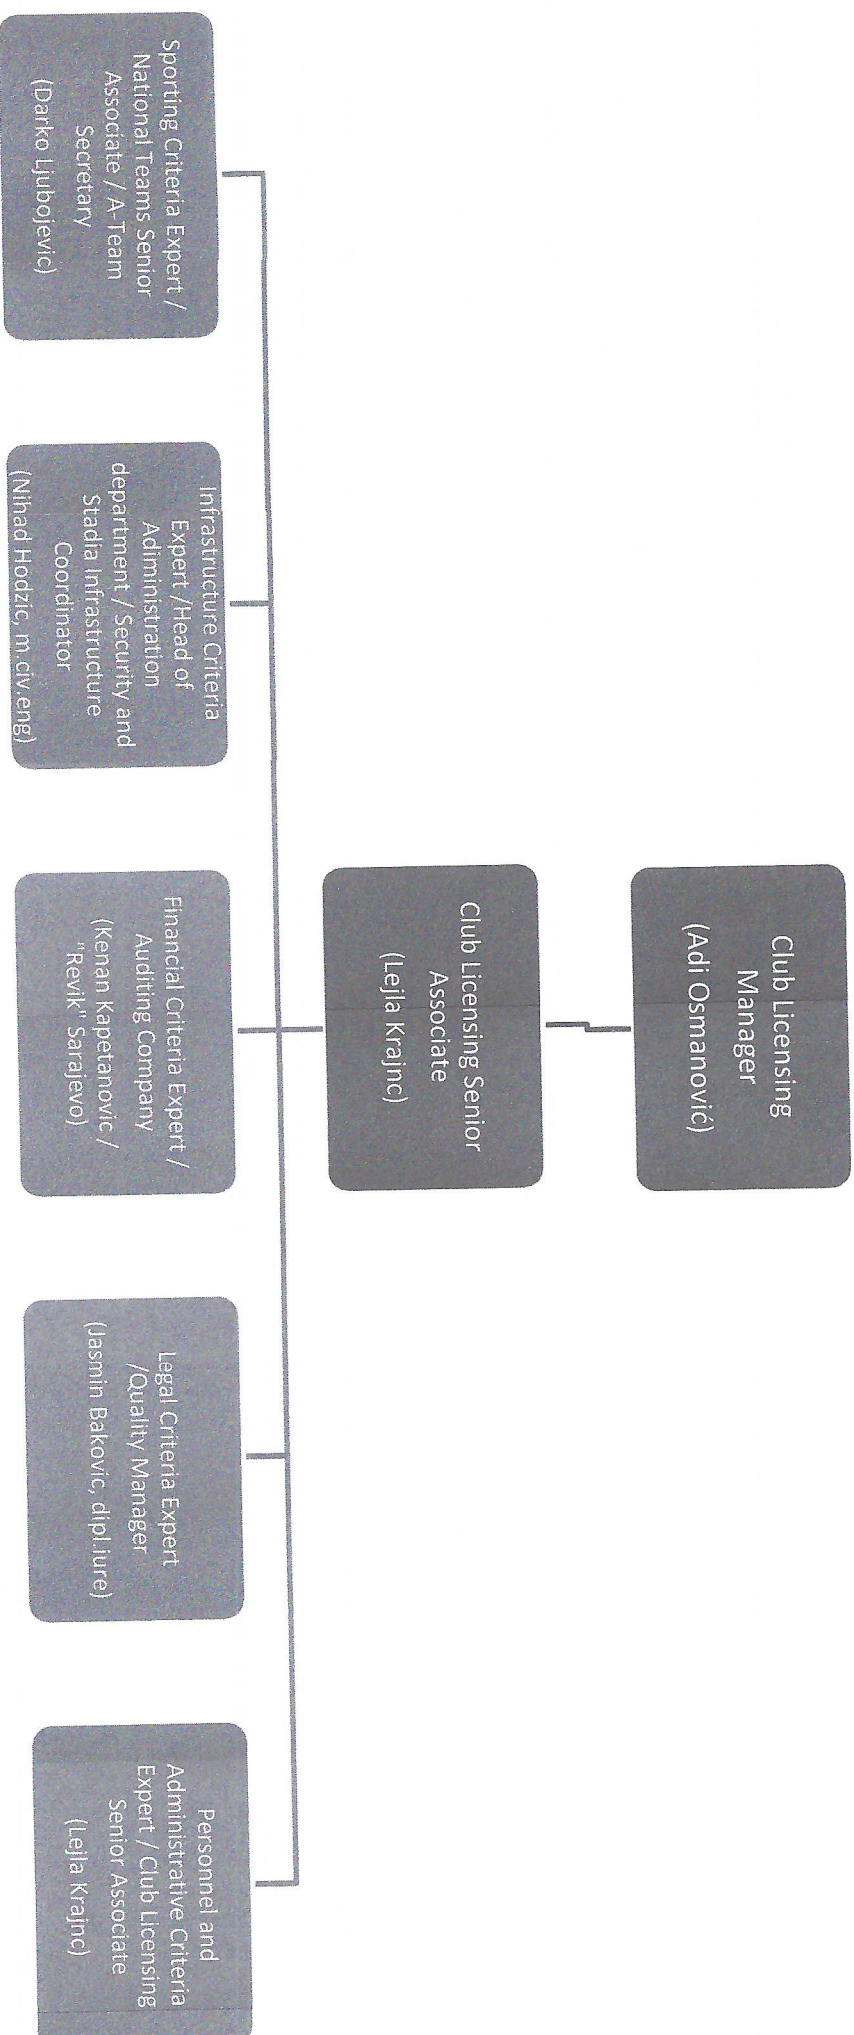 Club Licensing
Manager
(Adi Osmanović)
Club Licensing Senior
Associate
(Lejla Krajnc)
Sporting Criteria Expert /
National Teams Senior
Associate / A-Team
Secretary
(Darko Ljubojevic)
Infrastructure Criteria
Expert /Head of
Adiministration
department / Security and
Stadia Infrastructure
Coordinator
(Nihad Hodzic, m.civ.eng)
Financial Criteria Expert /
Auditing Company
(Kenan Kapetanovic /
"Revik" Sarajevo)
Legal Criteria Expert
/Quality Manager
(Jasmin Bakovic, dipl.iure)
Personnel and
Administrative Criteria
Expert / Club Licensing
Senior Associate
(Lejla Krajnc)